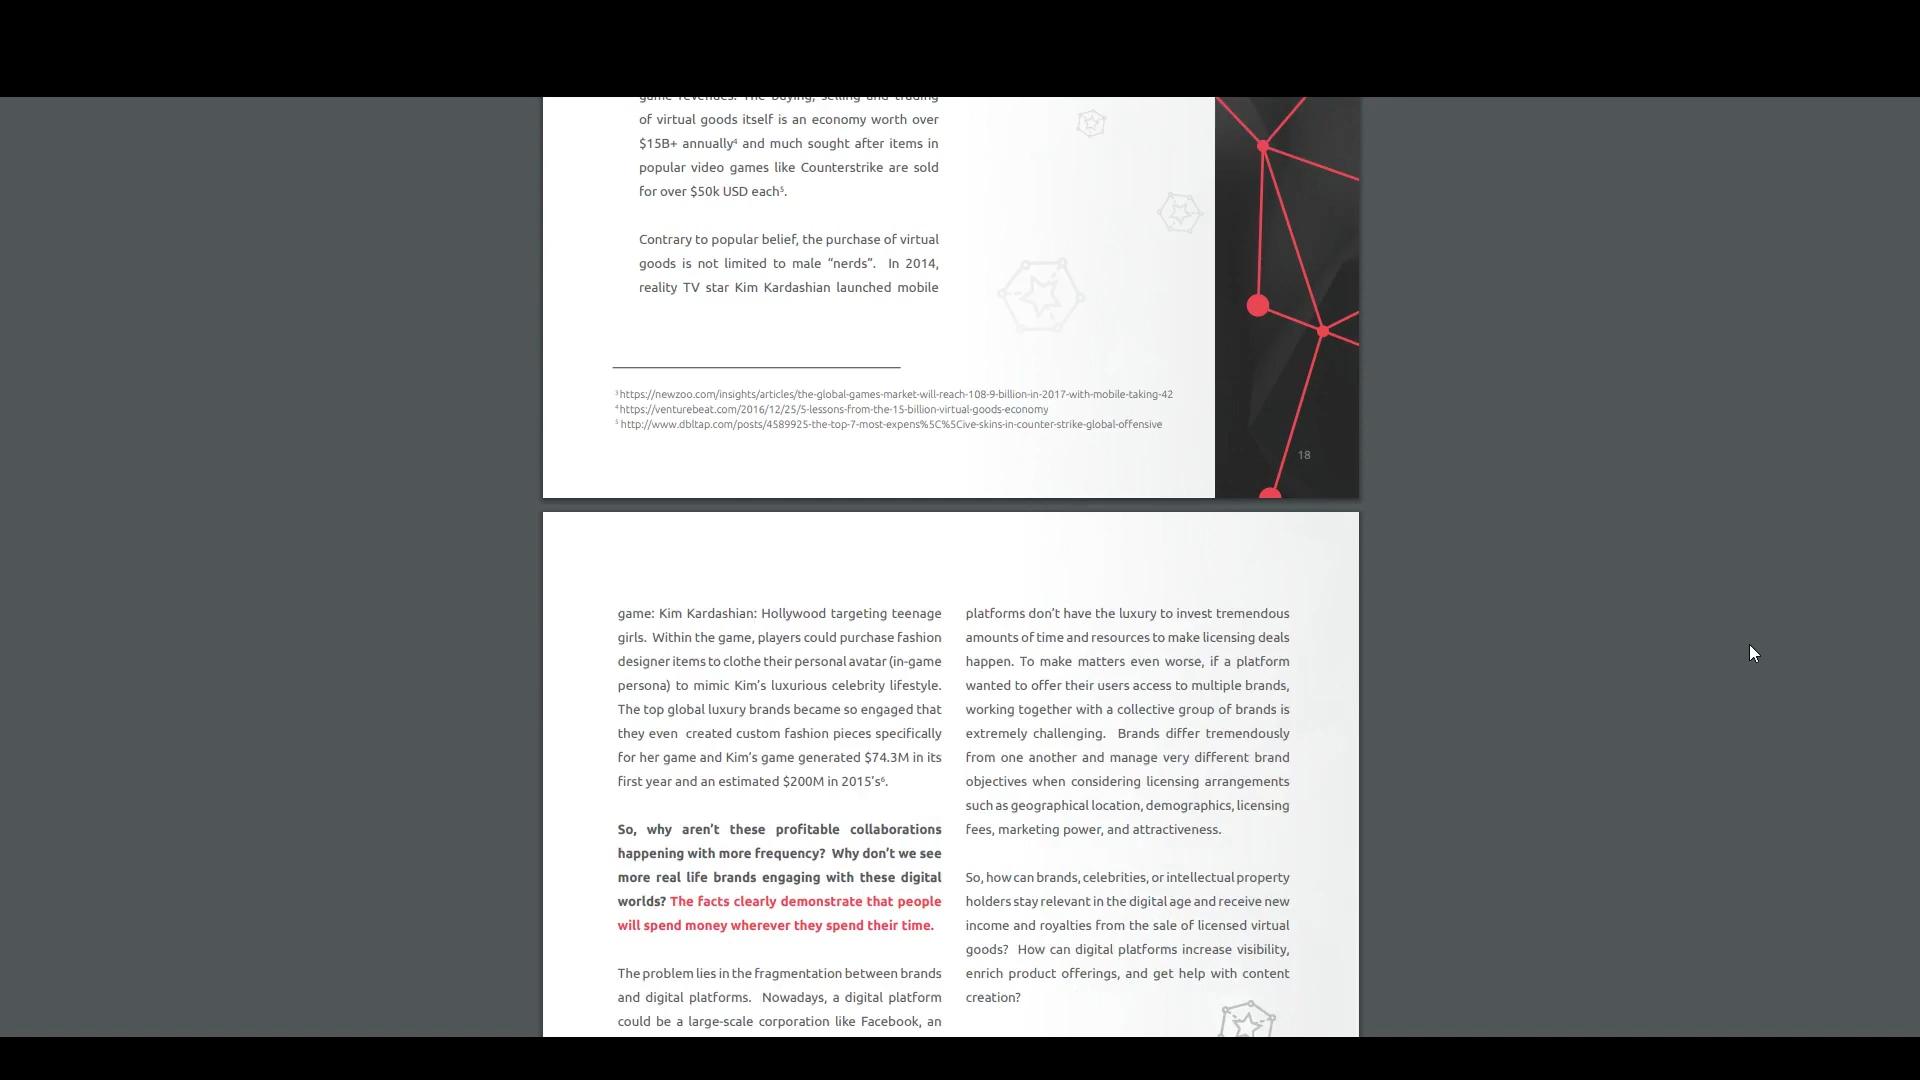 game revenues. The buying, selling and trading
of virtual goods itself is an economy worth over
$15B+ annually⁴ and much sought after items in
popular video games like Counterstrike are sold
for over $50k USD each⁵.
Contrary to popular belief, the purchase of virtual
goods is not limited to male “nerds”. In 2014,
reality TV star Kim Kardashian launched mobile
³ https://newzoo.com/insights/articles/the-global-games-market-will-reach-108-9-billion-in-2017-with-mobile-taking-42
⁴ https://venturebeat.com/2016/12/25/5-lessons-from-the-15-billion-virtual-goods-economy
⁵ http://www.dbltap.com/posts/4589925-the-top-7-most-expens%5C%5Cive-skins-in-counter-strike-global-offensive
18
game: Kim Kardashian: Hollywood targeting teenage
girls. Within the game, players could purchase fashion
designer items to clothe their personal avatar (in-game
persona) to mimic Kim’s luxurious celebrity lifestyle.
The top global luxury brands became so engaged that
they even created custom fashion pieces specifically
for her game and Kim’s game generated $74.3M in its
first year and an estimated $200M in 2015’s⁶.
So, why aren’t these profitable collaborations
happening with more frequency? Why don’t we see
more real life brands engaging with these digital
worlds? The facts clearly demonstrate that people
will spend money wherever they spend their time.
The problem lies in the fragmentation between brands
and digital platforms. Nowadays, a digital platform
could be a large-scale corporation like Facebook, an
platforms don’t have the luxury to invest tremendous
amounts of time and resources to make licensing deals
happen. To make matters even worse, if a platform
wanted to offer their users access to multiple brands,
working together with a collective group of brands is
extremely challenging. Brands differ tremendously
from one another and manage very different brand
objectives when considering licensing arrangements
such as geographical location, demographics, licensing
fees, marketing power, and attractiveness.
So, how can brands, celebrities, or intellectual property
holders stay relevant in the digital age and receive new
income and royalties from the sale of licensed virtual
goods? How can digital platforms increase visibility,
enrich product offerings, and get help with content
creation?